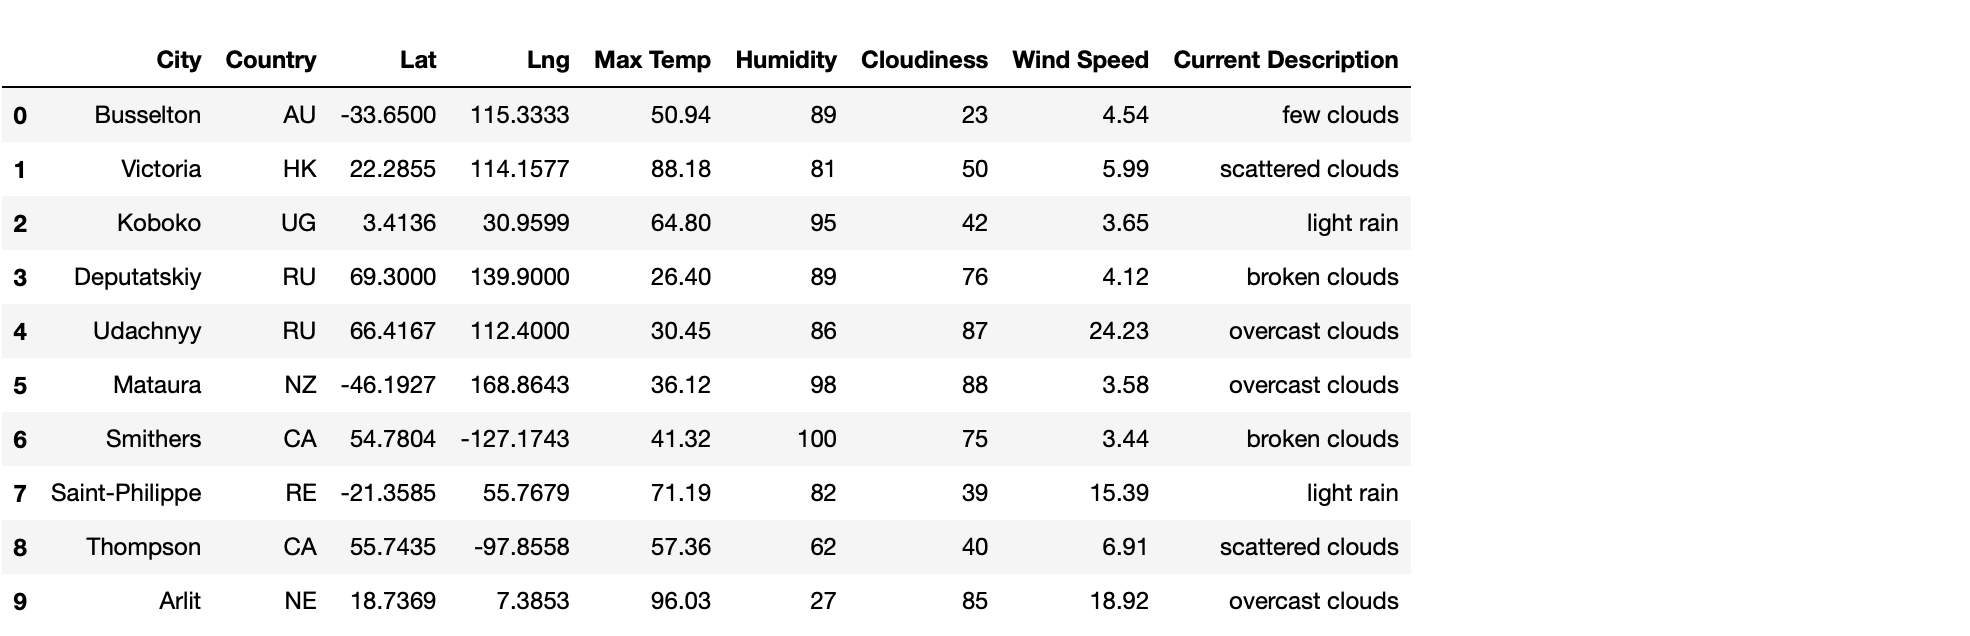 City Country Lat Lng Max Temp Humidity Cloudiness Wind Speed Current Description
0 Busselton AU -33.6500 115.3333 50.94 89 23 4.54 few clouds
1 Victoria HK 22.2855 114.1577 88.18 81 50 5.99 scattered clouds
2 Koboko UG 3.4136 30.9599 64.80 95 42 3.65 light rain
3 Deputatskiy RU 69.3000 139.9000 26.40 89 76 4.12 broken clouds
4 Udachnyy RU 66.4167 112.4000 30.45 86 87 24.23 overcast clouds
5 Mataura NZ -46.1927 168.8643 36.12 98 88 3.58 overcast clouds
6 Smithers CA 54.7804 -127.1743 41.32 100 75 3.44 broken clouds
7 Saint-Philippe RE -21.3585 55.7679 71.19 82 39 15.39 light rain
8 Thompson CA 55.7435 -97.8558 57.36 62 40 6.91 scattered clouds
9 Arlit NE 18.7369 7.3853 96.03 27 85 18.92 overcast clouds